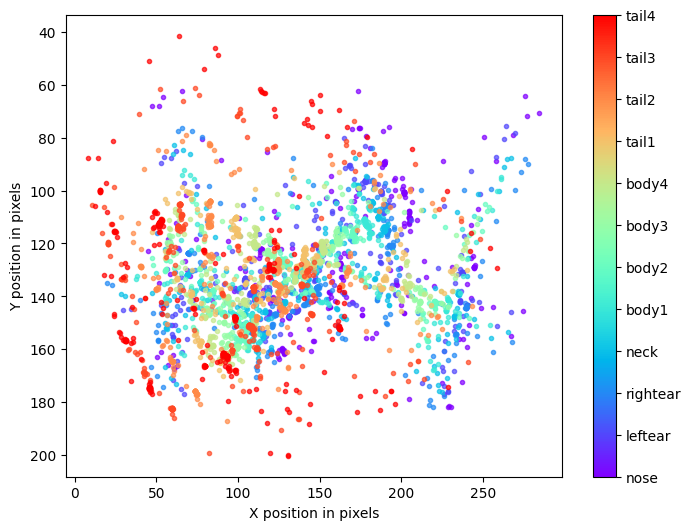 40
60
80
100
120
140
160
180
200
Y position in pixels
0
50
100
150
200
250
X position in pixels
tail4
tail3
tail2
tail1
body4
body3
body2
body1
neck
rightear
leftear
nose